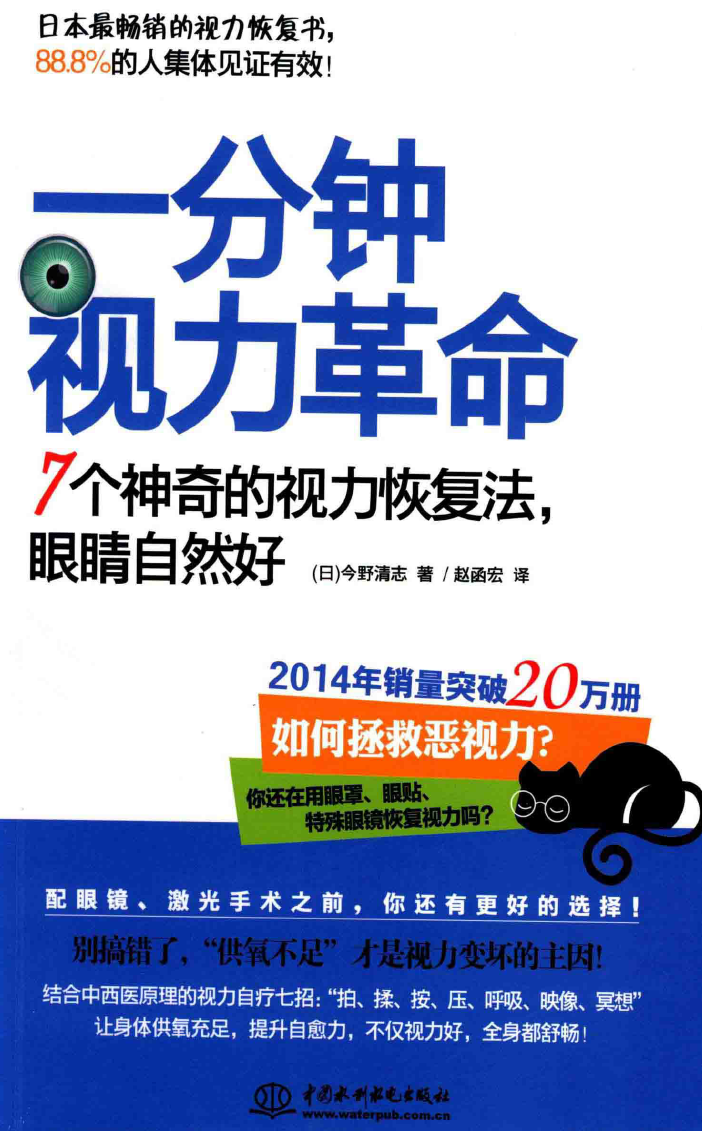 日本最畅销的视力恢复书,
88.8%的人集体见证有效!
一分钟
视力革命
7个神奇的视力恢复法,
眼睛自然好
(日)今野清志 著 / 赵函宏 译
2014年销量突破20万册
如何拯救恶视力?
你还在用眼罩、眼贴、
特殊眼镜恢复视力吗?
配眼镜、激光手术之前,你还有更好的选择!
别搞错了,“供氧不足”才是视力变坏的主因!
结合中西医原理的视力自疗七招:“拍、揉、按、压、呼吸、映像、冥想”
让身体供氧充足,提升自愈力,不仅视力好,全身都舒畅!
中国水利水电出版社
www.waterpub.com.cn